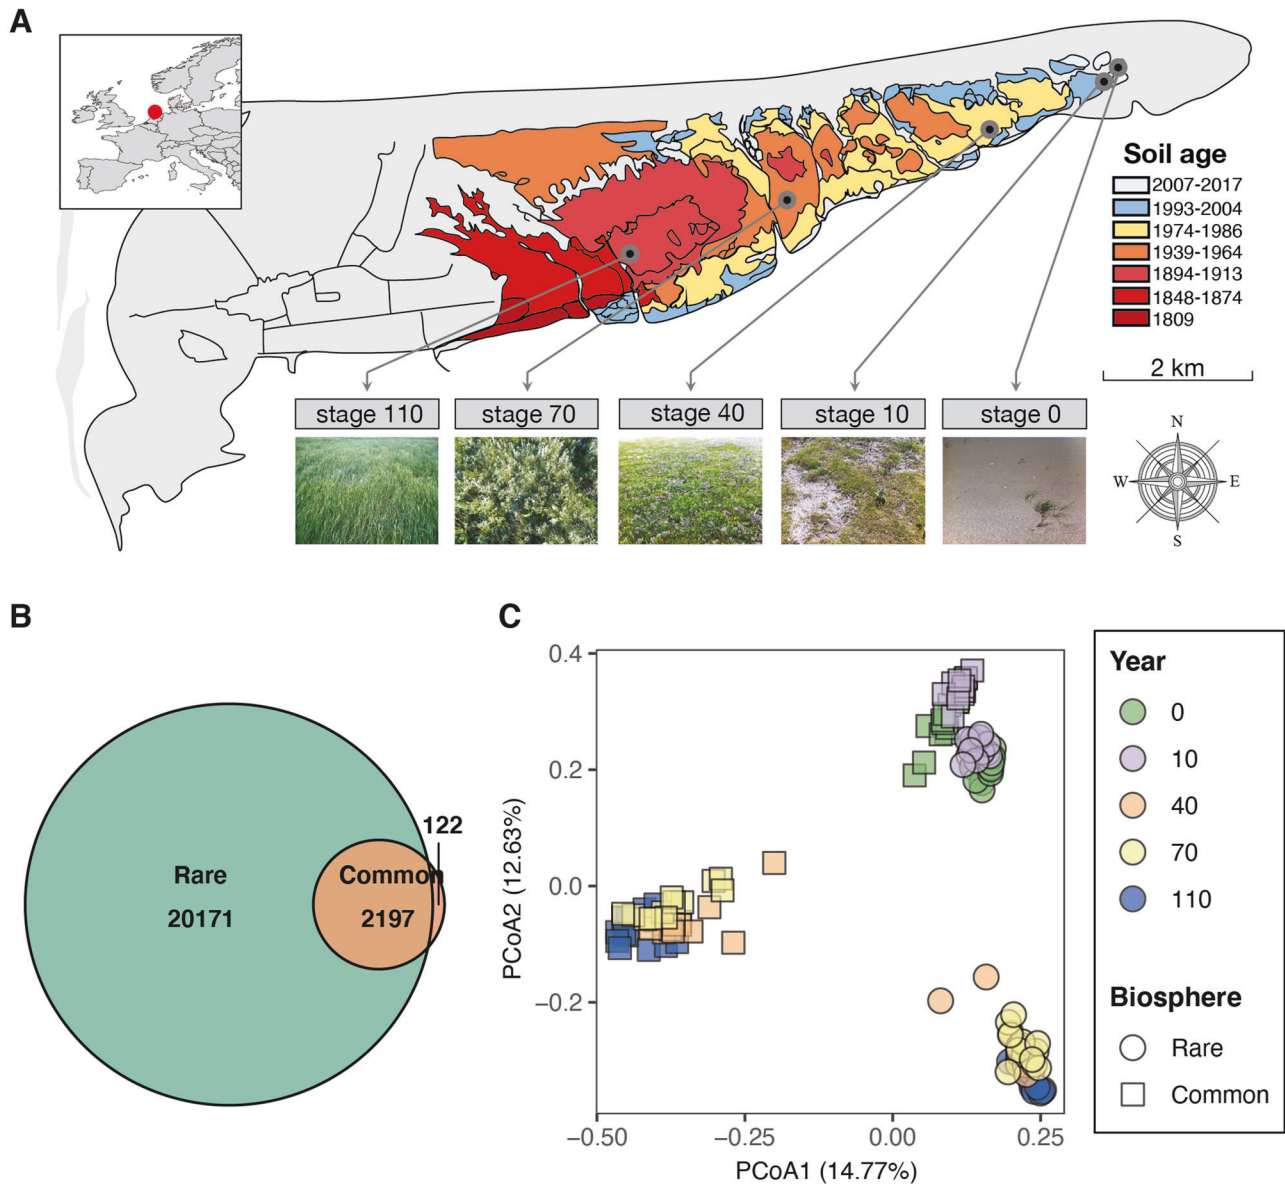 A
Soil age
2007-2017
1993-2004
1974-1986
1939-1964
1894-1913
1848-1874
1809
2 km
stage 110
stage 70
stage 40
stage 10
stage 0
N
W
E
S
B
Rare
20171
Common
2197
122
C
0.4
0.2
0.0
−0.2
PCoA2 (12.63%)
−0.50
−0.25
0.00
0.25
PCoA1 (14.77%)
Year
0
10
40
70
110
Biosphere
Rare
Common